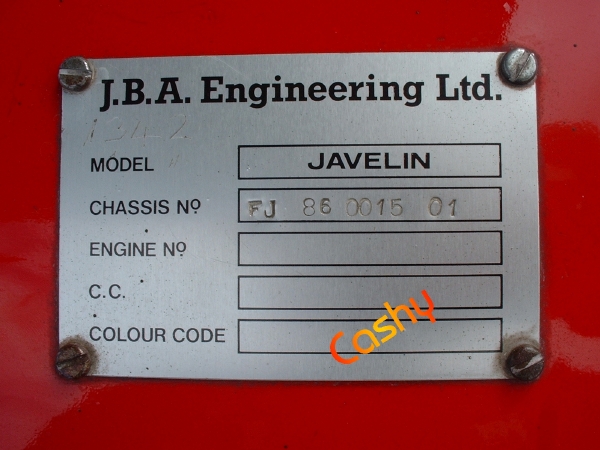 J.B.A. Engineering Ltd.
MODEL JAVELIN
CHASSIS Nº FJ 86 0015 01
ENGINE Nº
C.C.
COLOUR CODE
Cashy